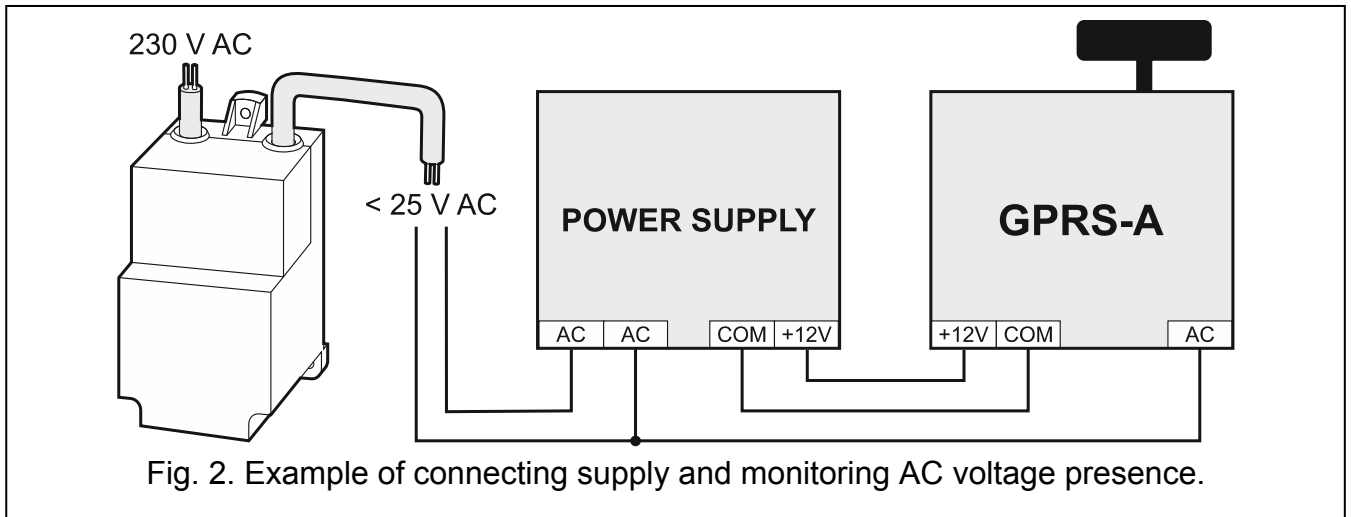 230 V AC
< 25 V AC
POWER SUPPLY
GPRS-A
AC AC COM +12V
+12V COM AC
Fig. 2. Example of connecting supply and monitoring AC voltage presence.